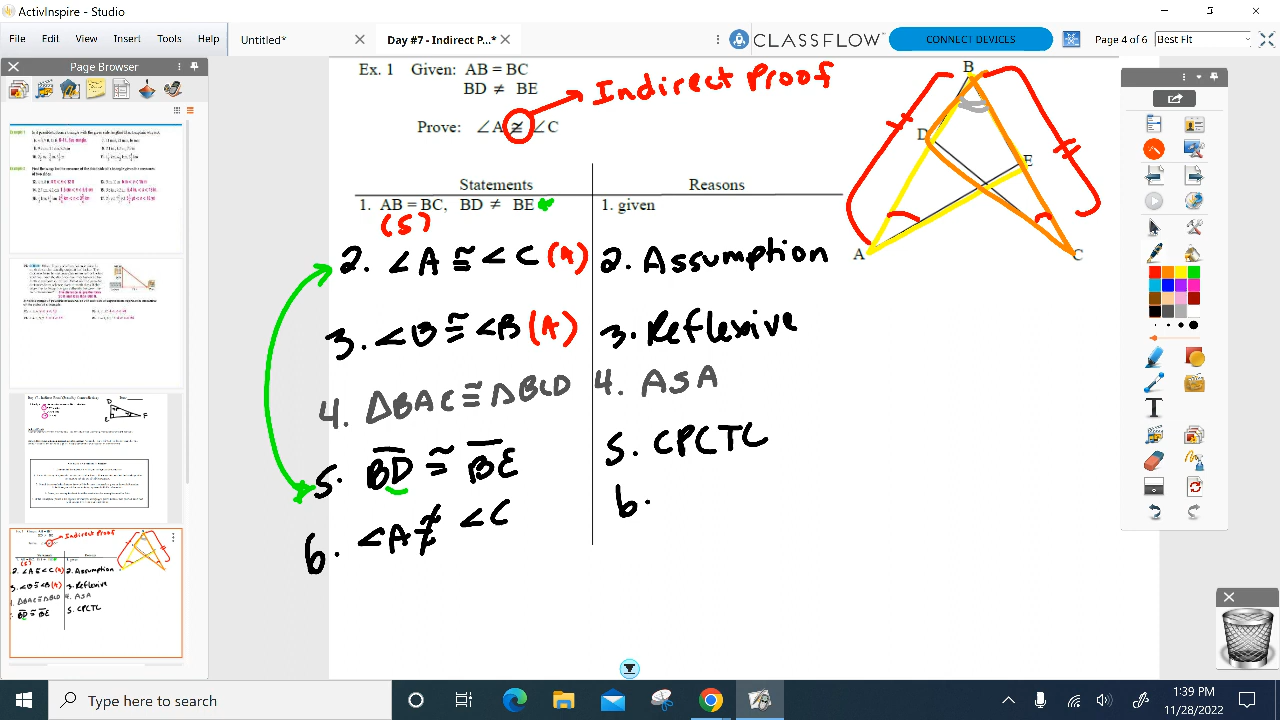 ActivInspire - Studio
File Edit View Insert Tools Help
Untitled*
Day #7 - Indirect P...*
CLASSFLOW
CONNECT DEVICES
Page 4 of 6
Best Fit
Page Browser
Ex. 1 Given: AB = BC
BD ≠ BE
Indirect Proof
Prove: ∠A ≇ ∠C
Statements Reasons
1. AB = BC, BD ≠ BE 1. given
(S)
2. ∠A ≅ ∠C (A) 2. Assumption
3. ∠B ≅ ∠B (A) 3. Reflexive
4. ΔBAC ≅ ΔBCD 4. ASA
5. BD ≅ BE 5. CPCTC
6. ∠A ≇ ∠C 6.
B
D
E
A
C
T
Type here to search
1:39 PM
11/28/2022